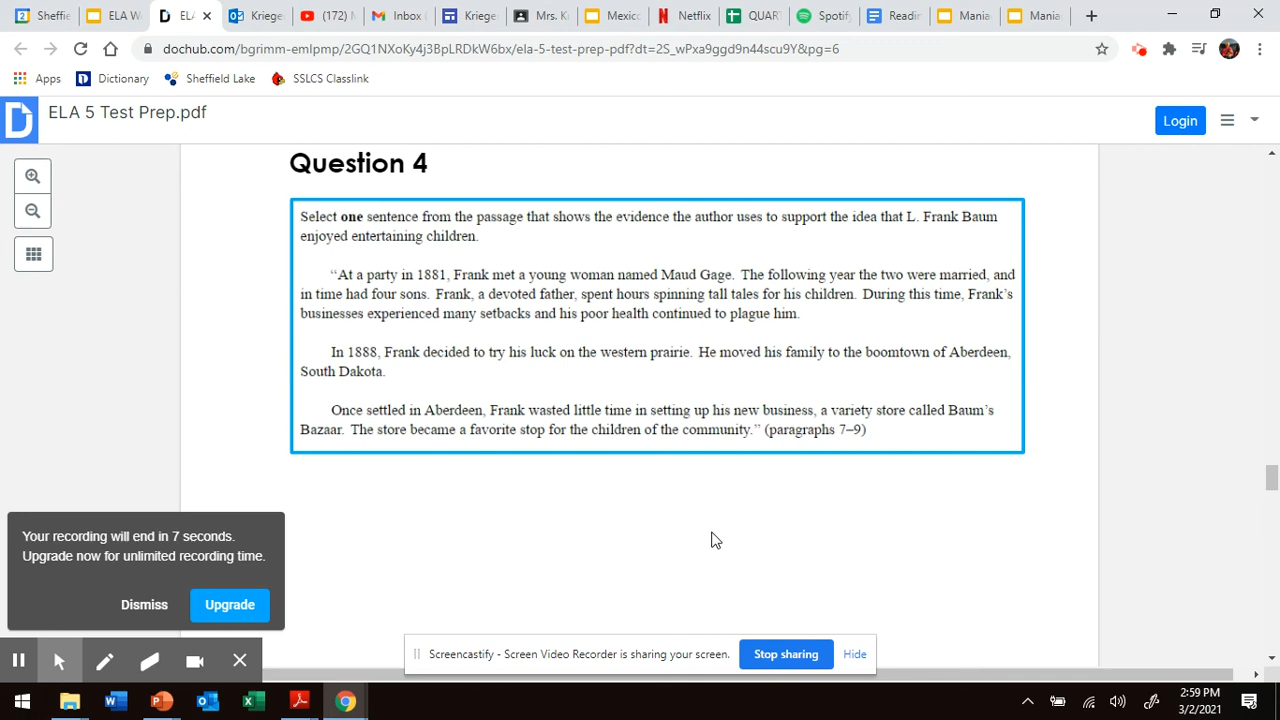 Sheffie
ELA W
ELA
Kriege
(172) M
Inbox (
Kriege
Mrs. K
Mexico
Netflix
QUART
Spotify
Readin
Mania
Mania
dochub.com/bgrimm-emlpmp/2GQ1NXoKy4j3BpLRDkW6bx/ela-5-test-prep-pdf?dt=2S_wPxa9ggd9n44scu9Y&pg=6
Apps
Dictionary
Sheffield Lake
SSLCS Classlink
ELA 5 Test Prep.pdf
Login
Question 4
Select one sentence from the passage that shows the evidence the author uses to support the idea that L. Frank Baum
enjoyed entertaining children.
“At a party in 1881, Frank met a young woman named Maud Gage. The following year the two were married, and
in time had four sons. Frank, a devoted father, spent hours spinning tall tales for his children. During this time, Frank’s
businesses experienced many setbacks and his poor health continued to plague him.
In 1888, Frank decided to try his luck on the western prairie. He moved his family to the boomtown of Aberdeen,
South Dakota.
Once settled in Aberdeen, Frank wasted little time in setting up his new business, a variety store called Baum’s
Bazaar. The store became a favorite stop for the children of the community.” (paragraphs 7–9)
Your recording will end in 7 seconds.
Upgrade now for unlimited recording time.
Dismiss
Upgrade
Screencastify - Screen Video Recorder is sharing your screen.
Stop sharing
Hide
2:59 PM
3/2/2021